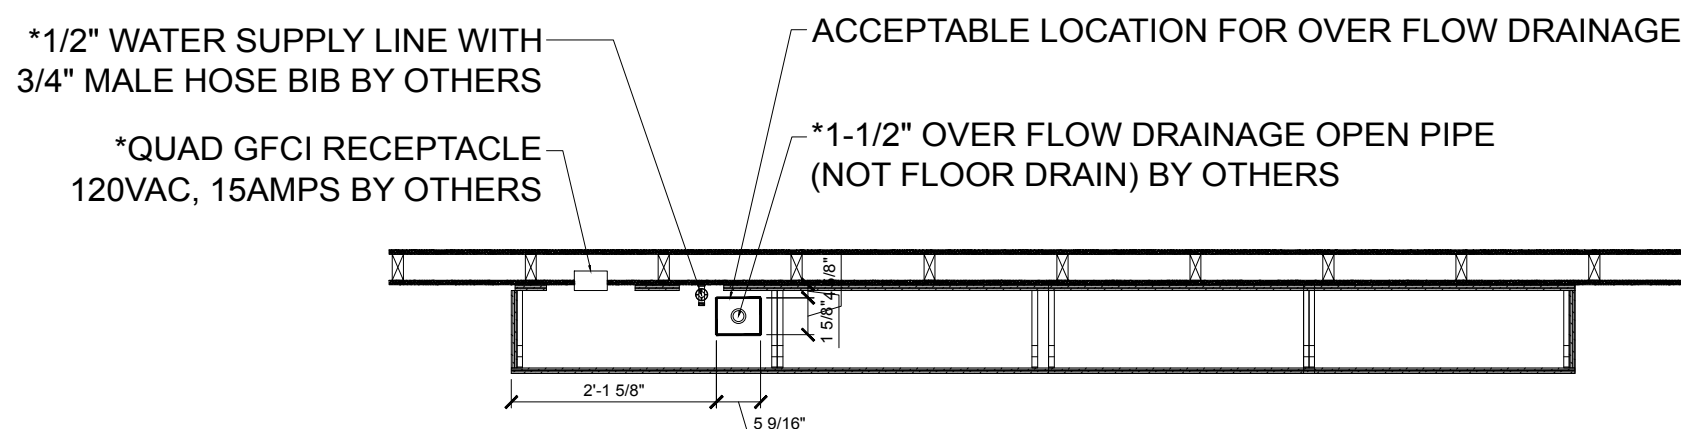 *1/2" WATER SUPPLY LINE WITH
3/4" MALE HOSE BIB BY OTHERS
ACCEPTABLE LOCATION FOR OVER FLOW DRAINAGE
*QUAD GFCI RECEPTACLE
120VAC, 15AMPS BY OTHERS
*1-1/2" OVER FLOW DRAINAGE OPEN PIPE
(NOT FLOOR DRAIN) BY OTHERS
1 5/8"
2'-1 5/8"
5 9/16"